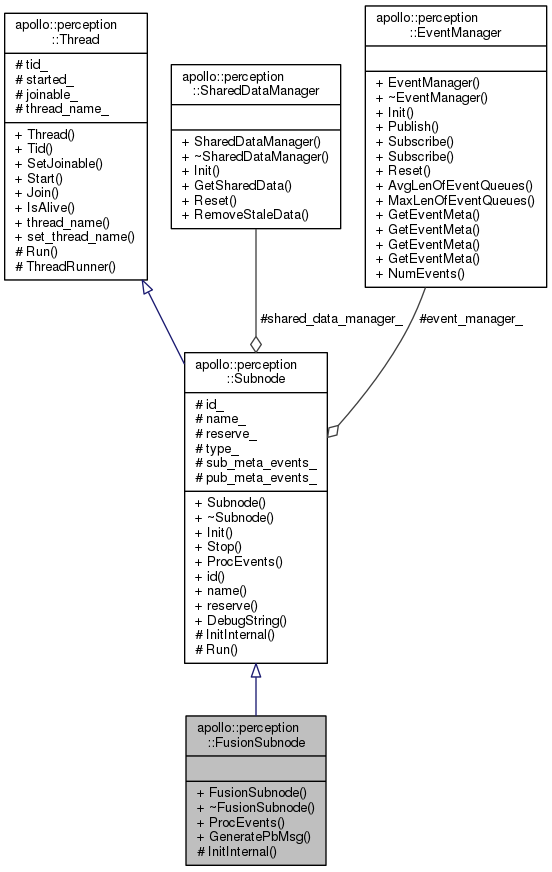 apollo::perception
::Thread
# tid_
# started_
# joinable_
# thread_name_
+ Thread()
+ Tid()
+ SetJoinable()
+ Start()
+ Join()
+ IsAlive()
+ thread_name()
+ set_thread_name()
# Run()
# ThreadRunner()
apollo::perception
::SharedDataManager
+ SharedDataManager()
+ ~SharedDataManager()
+ Init()
+ GetSharedData()
+ Reset()
+ RemoveStaleData()
apollo::perception
::EventManager
+ EventManager()
+ ~EventManager()
+ Init()
+ Publish()
+ Subscribe()
+ Subscribe()
+ Reset()
+ AvgLenOfEventQueues()
+ MaxLenOfEventQueues()
+ GetEventMeta()
+ GetEventMeta()
+ GetEventMeta()
+ GetEventMeta()
+ NumEvents()
#shared_data_manager_
#event_manager_
apollo::perception
::Subnode
# id_
# name_
# reserve_
# type_
# sub_meta_events_
# pub_meta_events_
+ Subnode()
+ ~Subnode()
+ Init()
+ Stop()
+ ProcEvents()
+ id()
+ name()
+ reserve()
+ DebugString()
# InitInternal()
# Run()
apollo::perception
::FusionSubnode
+ FusionSubnode()
+ ~FusionSubnode()
+ ProcEvents()
+ GeneratePbMsg()
# InitInternal()